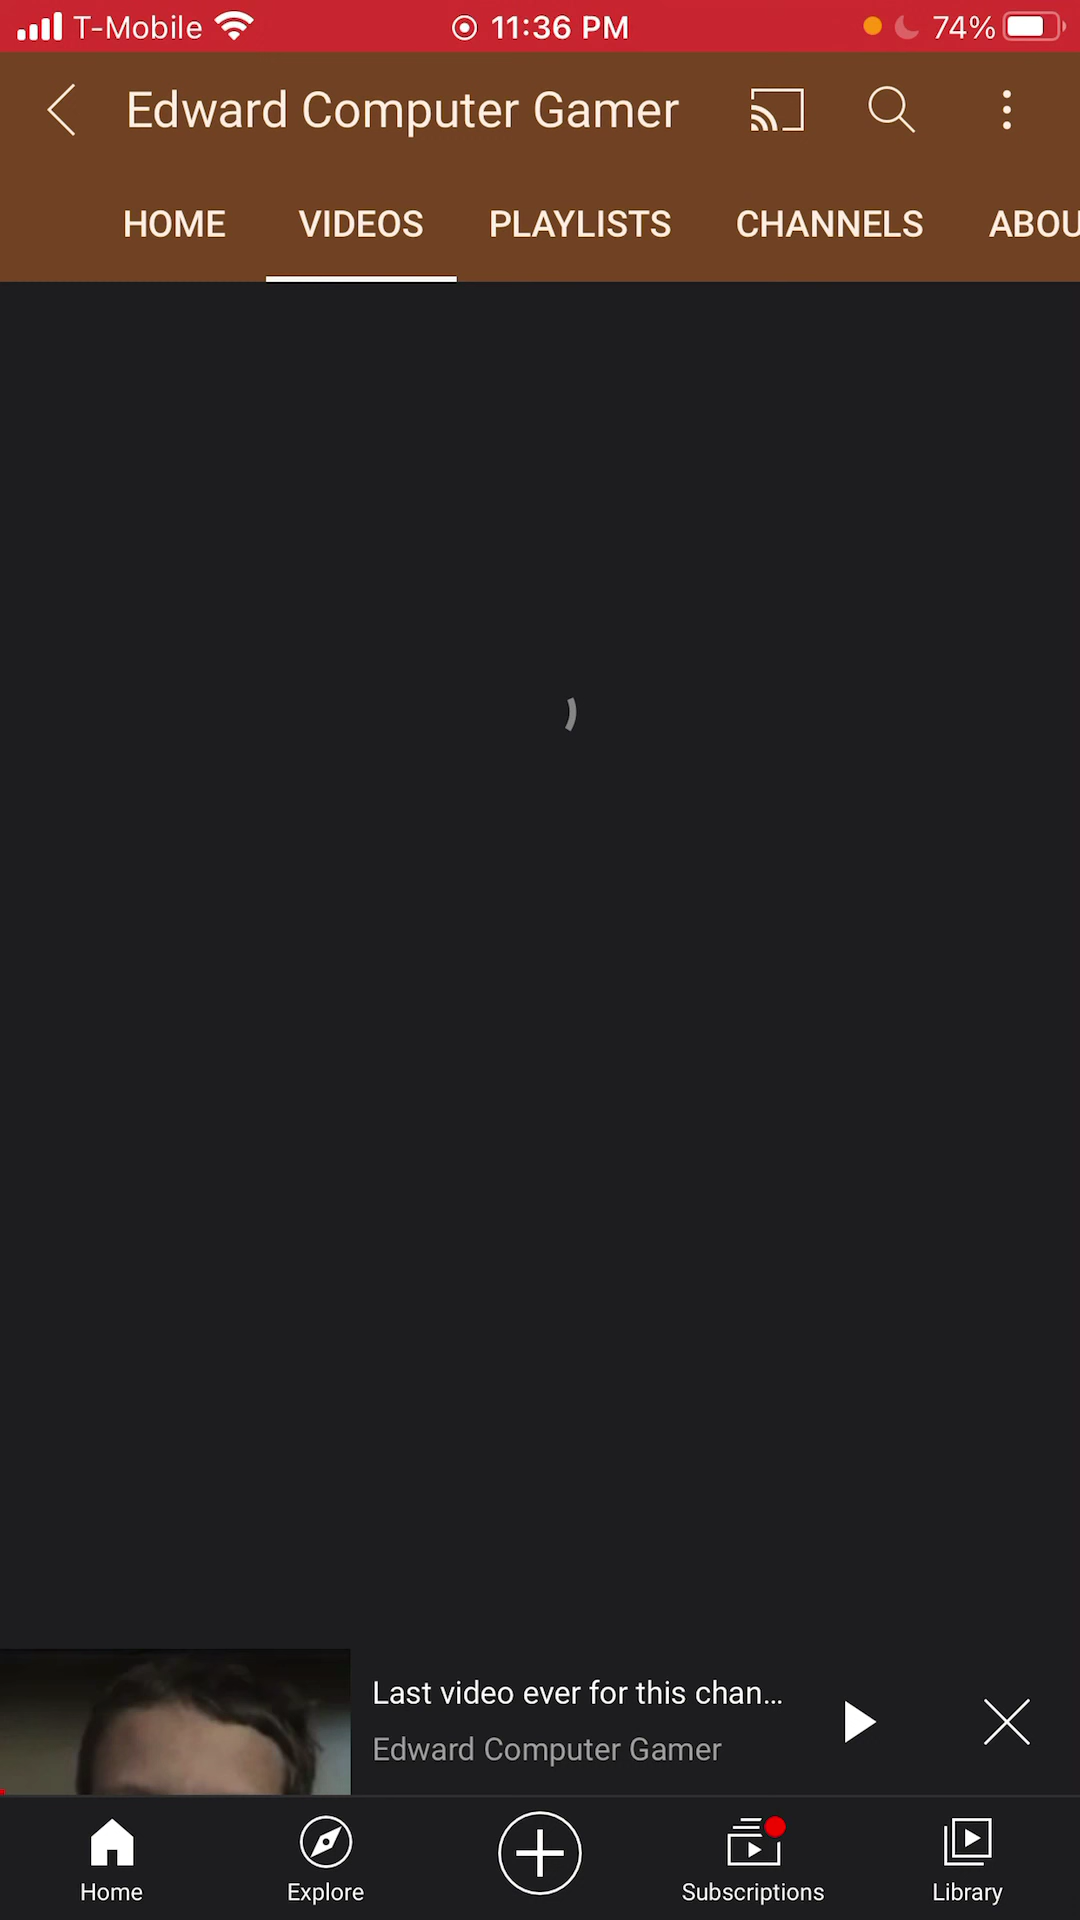 T-Mobile 11:36 PM 74%
Edward Computer Gamer
HOME VIDEOS PLAYLISTS CHANNELS ABOU
Last video ever for this chan...
Edward Computer Gamer
Home Explore Subscriptions Library